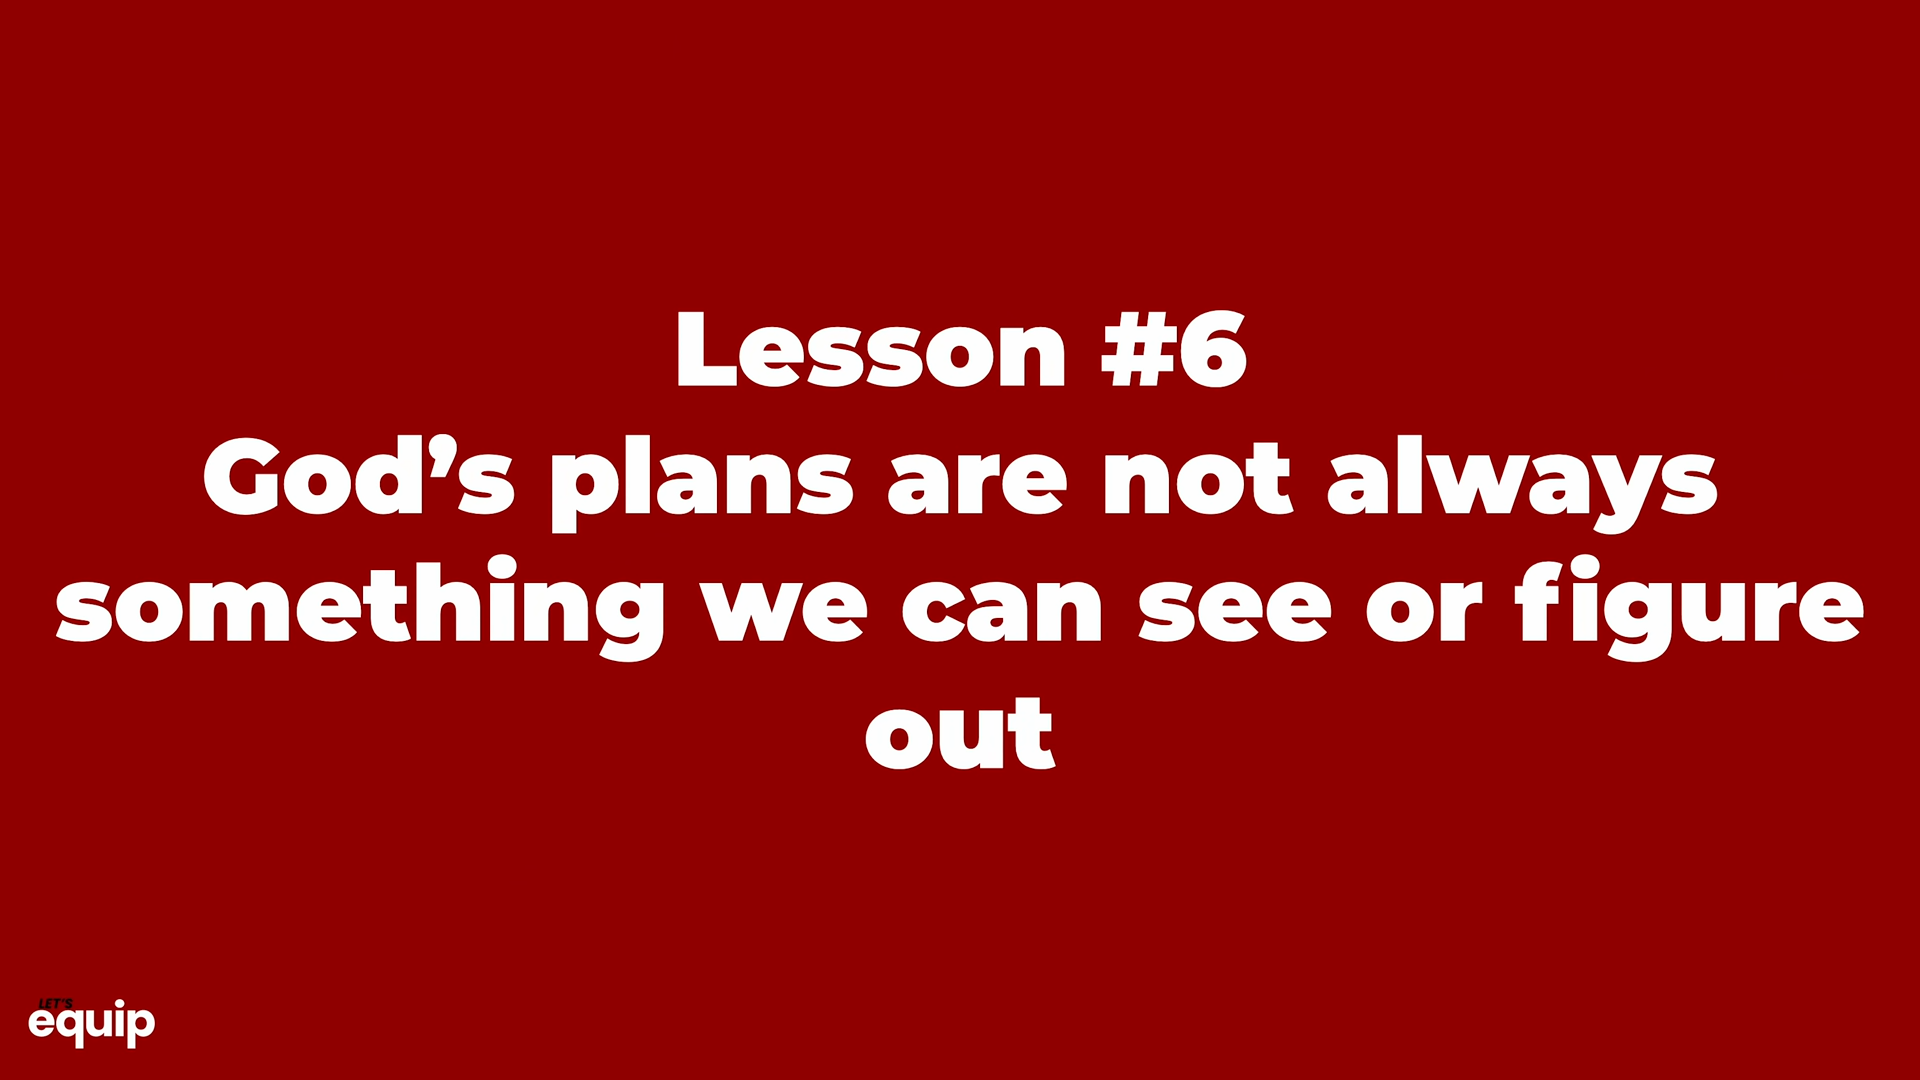 Lesson #6
God’s plans are not always
something we can see or figure
out
LET'S
equip